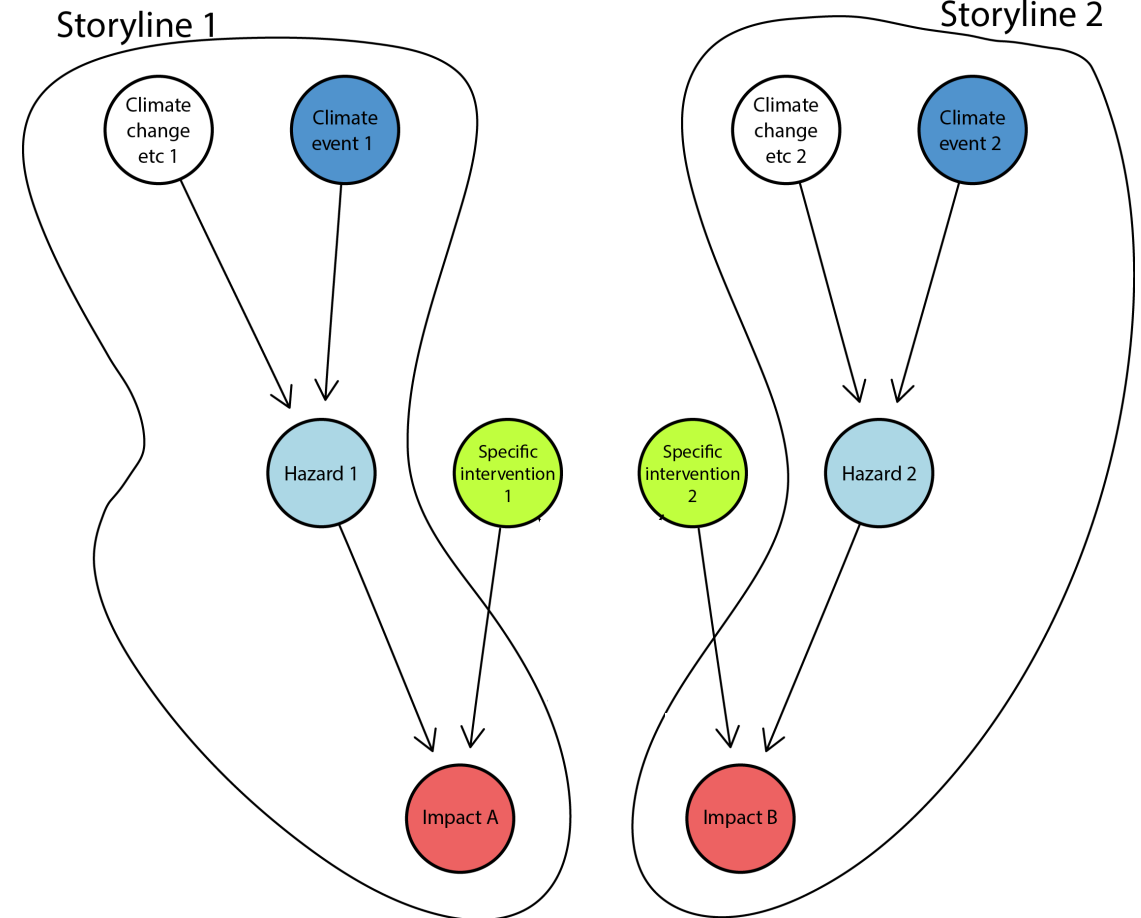 Storyline 1
Storyline 2
Climate
change
etc 1
Climate
event 1
Climate
change
etc 2
Climate
event 2
Hazard 1
Specific
intervention
1
Specific
intervention
2
Hazard 2
Impact A
Impact B